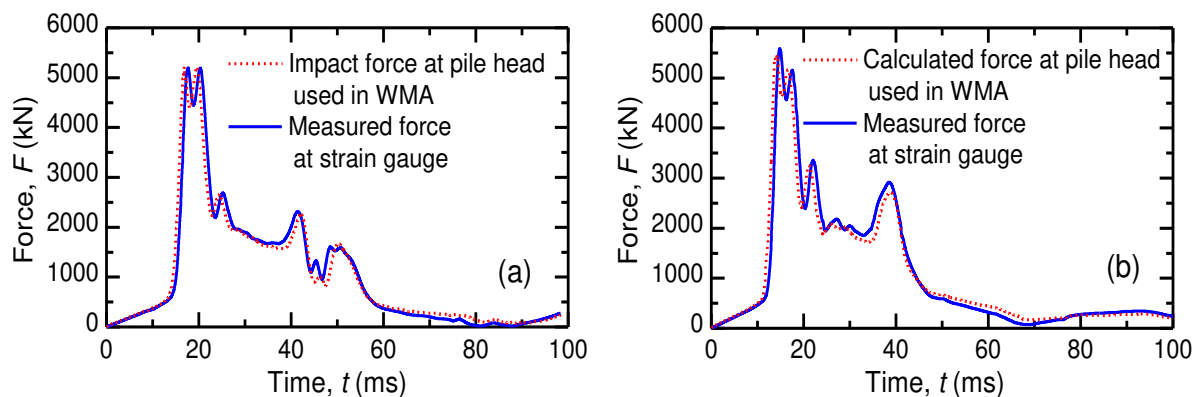 6000
5000
4000
3000
2000
1000
0
Force, F (kN)
Impact force at pile head
used in WMA
Measured force
at strain gauge
(a)
0 20 40 60 80 100
Time, t (ms)
6000
5000
4000
3000
2000
1000
0
Force, F (kN)
Calculated force at pile head
used in WMA
Measured force
at strain gauge
(b)
0 20 40 60 80 100
Time, t (ms)